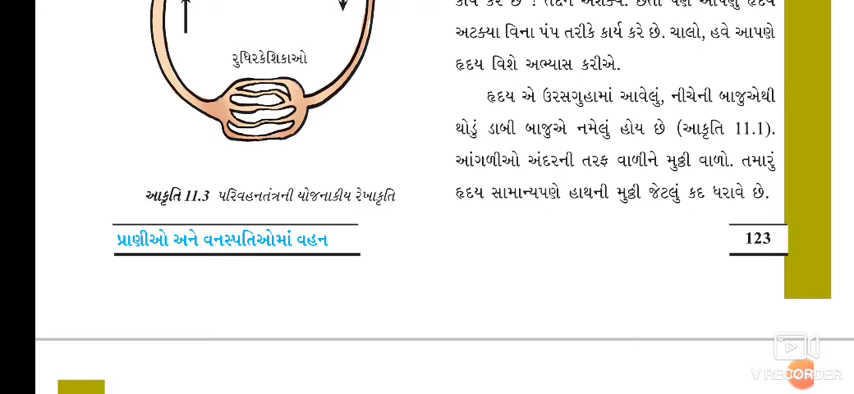 રુધિરકેશિકાઓ
આકૃતિ 11.3 પરિવહનતંત્રની યોજનાકીય રેખાકૃતિ
પ્રાણીઓ અને વનસ્પતિઓમાં વહન
અટક્યા વિના પંપ તરીકે કાર્ય કરે છે. ચાલો, હવે આપણે
હૃદય વિશે અભ્યાસ કરીએ.
હૃદય એ ઉરસગુહામાં આવેલું, નીચેની બાજુએથી
થોડું ડાબી બાજુએ નમેલું હોય છે (આકૃતિ 11.1).
આંગળીઓ અંદરની તરફ વાળીને મુઠ્ઠી વાળો. તમારું
હૃદય સામાન્યપણે હાથની મુઠ્ઠી જેટલું કદ ધરાવે છે.
123
V RECORDER